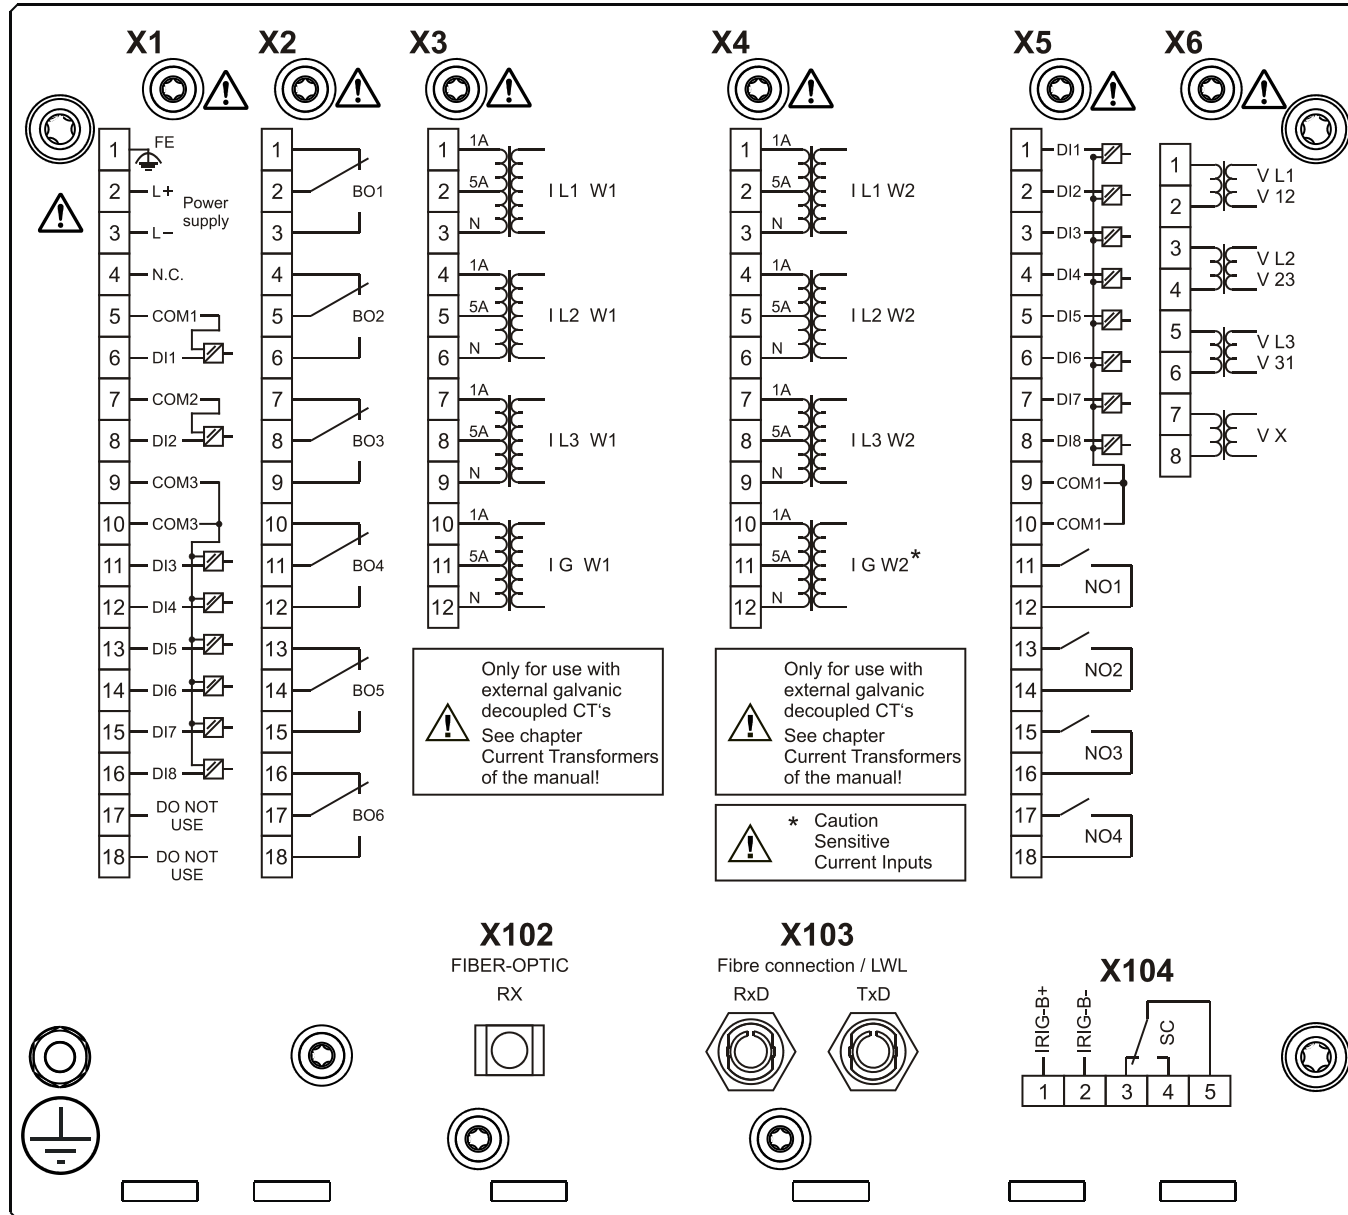 X1
X2
X3
X4
X5
X6
1 FE
2 L+
Power
supply
3 L−
4 N.C.
5 COM1
6 DI1
7 COM2
8 DI2
9 COM3
10 COM3
11 DI3
12 DI4
13 DI5
14 DI6
15 DI7
16 DI8
17 DO NOT
USE
18 DO NOT
USE
1
2 BO1
3
4
5 BO2
6
7
8 BO3
9
10
11 BO4
12
13
14 BO5
15
16
17 BO6
18
1 1A
2 5A I L1 W1
3 N
4 1A
5 5A I L2 W1
6 N
7 1A
8 5A I L3 W1
9 N
10 1A
11 5A I G W1
12 N
Only for use with
external galvanic
decoupled CT‘s
See chapter
Current Transformers
of the manual!
1 1A
2 5A I L1 W2
3 N
4 1A
5 5A I L2 W2
6 N
7 1A
8 5A I L3 W2
9 N
10 1A
11 5A I G W2*
12 N
Only for use with
external galvanic
decoupled CT‘s
See chapter
Current Transformers
of the manual!
* Caution
Sensitive
Current Inputs
1 DI1
2 DI2
3 DI3
4 DI4
5 DI5
6 DI6
7 DI7
8 DI8
9 COM1
10 COM1
11
NO1
12
13
NO2
14
15
NO3
16
17
NO4
18
1 V L1
2 V 12
3 V L2
4 V 23
5 V L3
6 V 31
7
V X
8
X102
FIBER-OPTIC
RX
X103
Fibre connection / LWL
RxD TxD
X104
IRIG-B+
IRIG-B-
SC
1 2 3 4 5